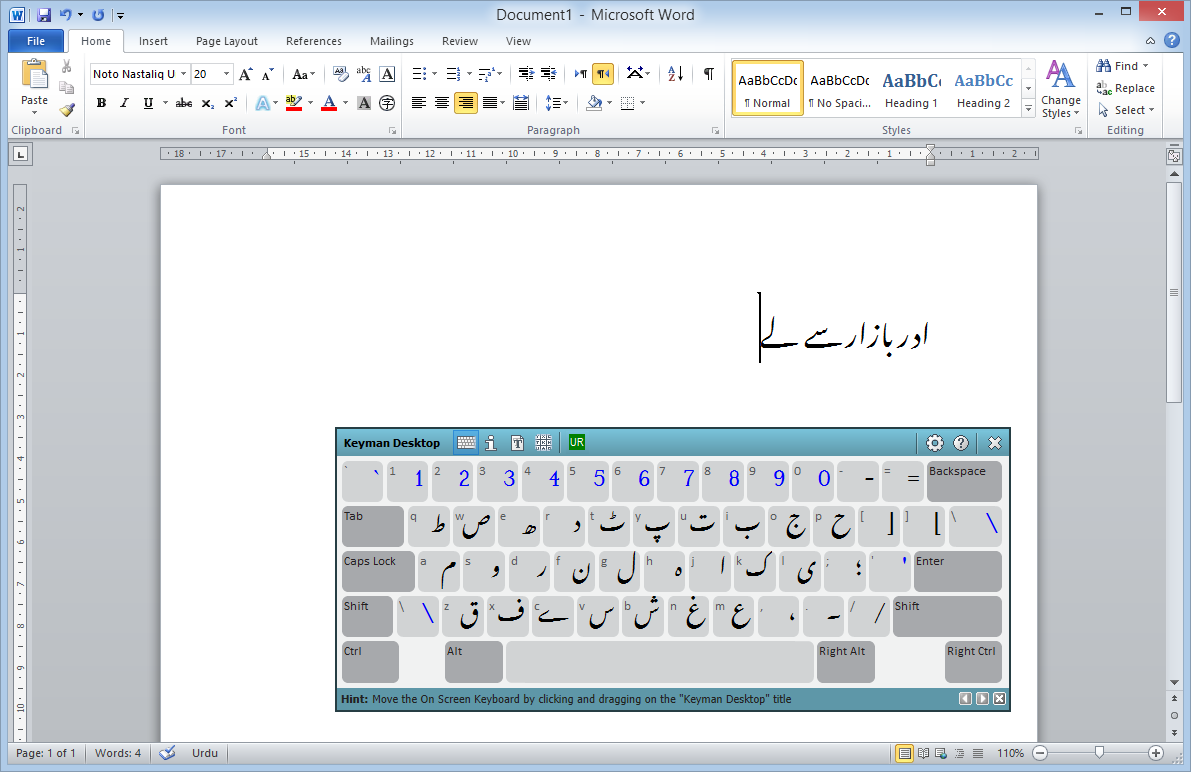 Document1 - Microsoft Word
File Home Insert Page Layout References Mailings Review View
Noto Nastaliq U 20
Paste
Clipboard Font Paragraph Styles Editing
AaBbCcDc AaBbCcDc AaBbC AaBbCc
¶ Normal ¶ No Spaci... Heading 1 Heading 2
Change Styles
Find
Replace
Select
18 17 15 14 13 12 11 10 9 8 7 6 5 4 3 2 1 1 2
ادر بازار سے لے
Keyman Desktop UR
` ` 1 1 2 2 3 3 4 4 5 5 6 6 7 7 8 8 9 9 0 0 - - = = Backspace
Tab q ط w ص e ھ r د t ٹ y پ u ت i ب o ج p ح [ ] ] [ \ \
Caps Lock a م s و d ر f ن g ل h ہ j ا k ک l ی ; ؛ ' ' Enter
Shift \ \ z ق x ف c ے v س b ش n غ m ع , ، . ۔ / / Shift
Ctrl Alt Right Alt Right Ctrl
Hint: Move the On Screen Keyboard by clicking and dragging on the "Keyman Desktop" title
Page: 1 of 1 Words: 4 Urdu 110%